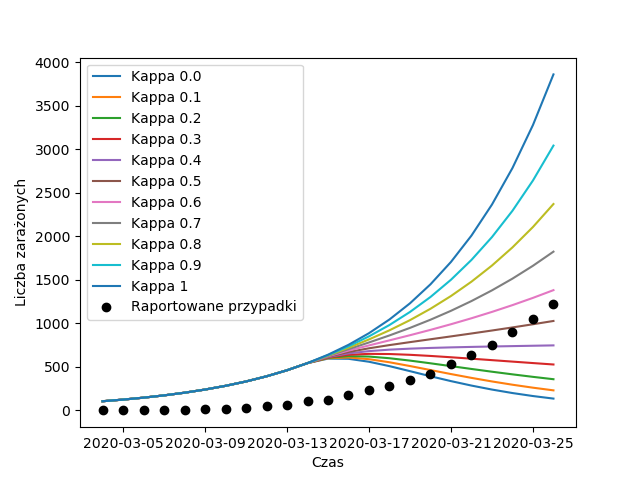 4000
3500
3000
2500
2000
1500
1000
500
0
Liczba zarażonych
Kappa 0.0
Kappa 0.1
Kappa 0.2
Kappa 0.3
Kappa 0.4
Kappa 0.5
Kappa 0.6
Kappa 0.7
Kappa 0.8
Kappa 0.9
Kappa 1
Raportowane przypadki
2020-03-05 2020-03-09 2020-03-13 2020-03-17 2020-03-21 2020-03-25
Czas